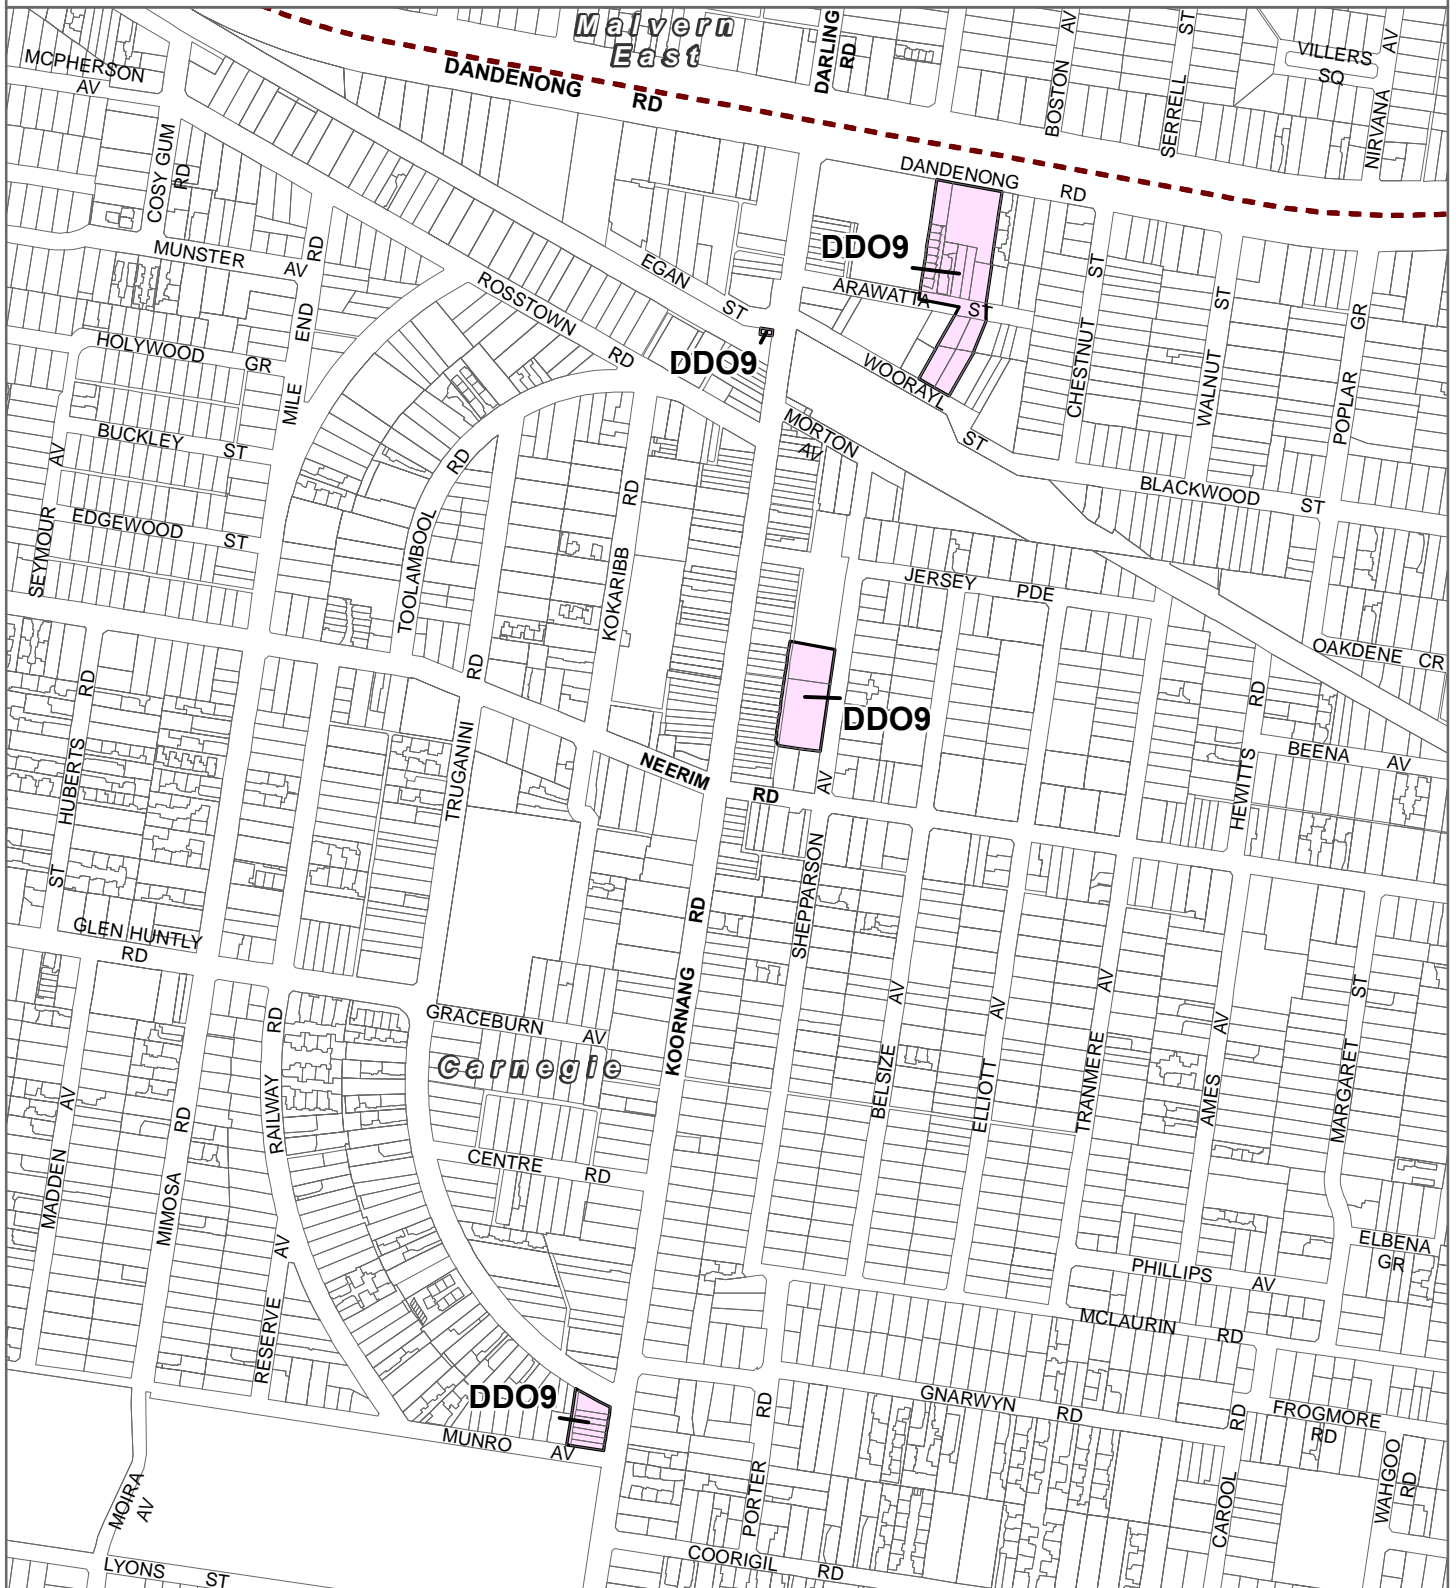 Malvern
East
DARLING
RD
BOSTON
AV
SERRELL
ST
VILLERS
SQ
NIRVANA
AV
MCPHERSON
AV
DANDENONG
RD
COSY GUM
RD
DANDENONG
RD
MUNSTER
AV
END
RD
MILE
EGAN
ST
DDO9
ARAWATTA
ST
ROSSTOWN
RD
DDO9
WOORAYL
ST
CHESTNUT
ST
WALNUT
ST
POPLAR
GR
HOLYWOOD
GR
BUCKLEY
ST
MORTON
AV
SEYMOUR
AV
EDGEWOOD
ST
TOOLAMBOOL
RD
KOKARIBB
RD
BLACKWOOD
ST
JERSEY
PDE
OAKDENE
CR
HUBERTS
RD
ST
TRUGANINI
RD
DDO9
NEERIM
RD
AV
SHEPPARSON
HEWITTS
RD
BEENA
AV
GLEN HUNTLY
RD
KOORNANG
RD
GRACEBURN
AV
Carnegie
RAILWAY
RD
MADDEN
AV
MIMOSA
RD
BELSIZE
AV
ELLIOTT
AV
TRANMERE
AV
AMES
AV
MARGARET
ST
CENTRE
RD
RESERVE
AV
PHILLIPS
AV
ELBENA
GR
MCLAURIN
RD
DDO9
MUNRO
AV
GNARWYN
RD
FROGMORE
RD
PORTER
RD
CAROOL
RD
WAHGOO
RD
MOIRA
AV
LYONS
ST
COORIGIL
RD